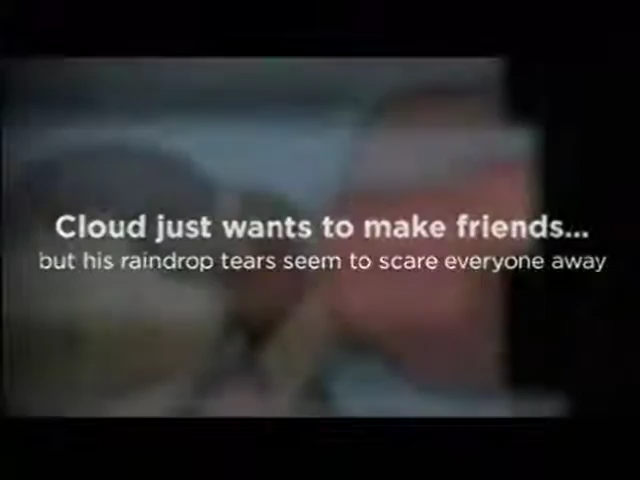 Cloud just wants to make friends...
but his raindrop tears seem to scare everyone away